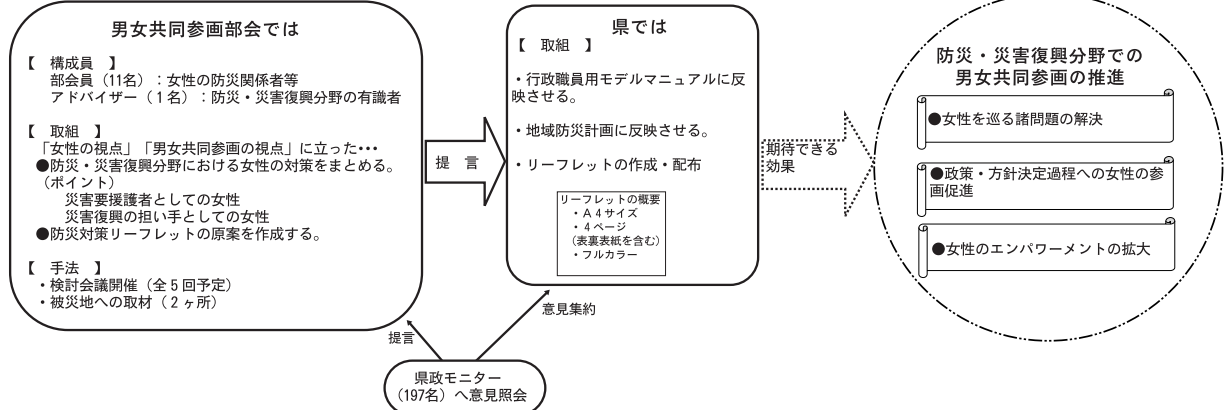 男女共同参画部会では
【　構成員　】
部会員（11名）：女性の防災関係者等
アドバイザー（１名）：防災・災害復興分野の有識者
【　取組　】
「女性の視点」「男女共同参画の視点」に立った・・・
●防災・災害復興分野における女性の対策をまとめる。
（ポイント）
災害要援護者としての女性
災害復興の担い手としての女性
●防災対策リーフレットの原案を作成する。
【　手法　】
・検討会議開催（全５回予定）
・被災地への取材（２ヶ所）
提　言
県では
【　取組　】
・行政職員用モデルマニュアルに反
映させる。
・地域防災計画に反映させる。
・リーフレットの作成・配布
リーフレットの概要
・Ａ４サイズ
・４ページ
（表裏表紙を含む）
・フルカラー
期待できる
効果
防災・災害復興分野での
男女共同参画の推進
●女性を巡る諸問題の解決
●政策・方針決定過程への女性の参
画促進
●女性のエンパワーメントの拡大
提言
意見集約
県政モニター
（197名）へ意見照会